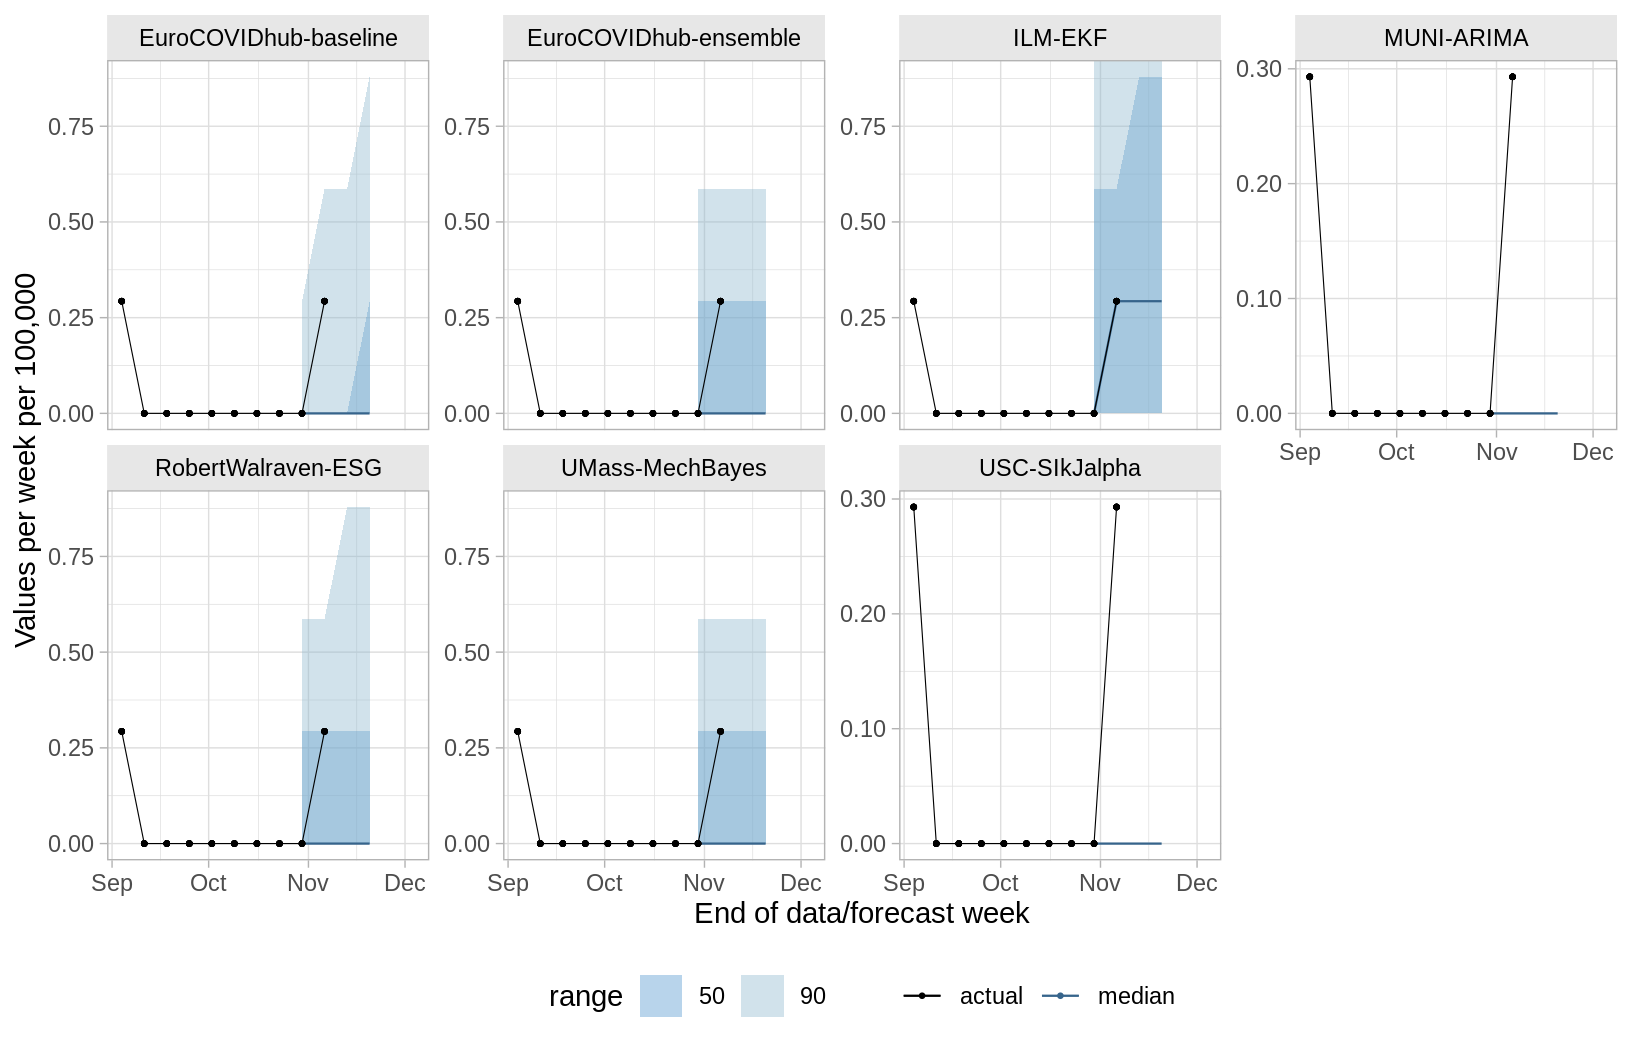 EuroCOVIDhub-baseline EuroCOVIDhub-ensemble ILM-EKF MUNI-ARIMA
0.75 0.50 0.25 0.00
0.75 0.50 0.25 0.00
0.75 0.50 0.25 0.00
0.30 0.20 0.10 0.00
Sep Oct Nov Dec
Values per week per 100,000
RobertWalraven-ESG UMass-MechBayes USC-SIkJalpha
0.75 0.50 0.25 0.00
0.75 0.50 0.25 0.00
0.30 0.20 0.10 0.00
Sep Oct Nov Dec Sep Oct Nov Dec Sep Oct Nov Dec
End of data/forecast week
range 50 90 actual median